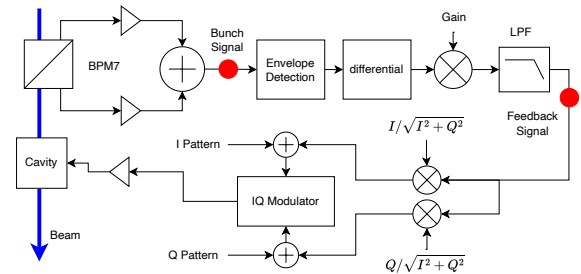 Gain
LPF
Bunch
Signal
BPM7
Envelope
Detection
differential
Feedback
Signal
I/√(I² + Q²)
I Pattern
Cavity
IQ Modulator
Beam
Q Pattern
Q/√(I² + Q²)